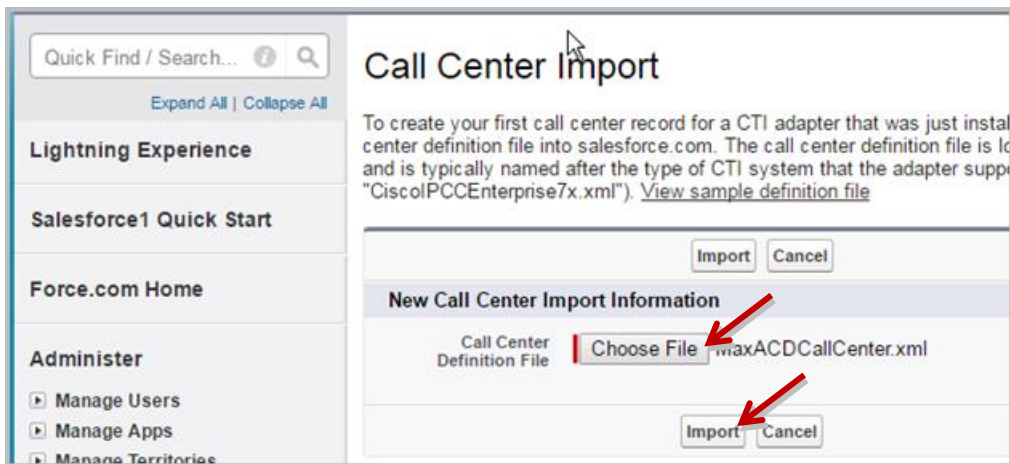 Quick Find / Search...
Expand All | Collapse All
Lightning Experience
Salesforce1 Quick Start
Force.com Home
Administer
Manage Users
Manage Apps
Manage Territories
Call Center Import
To create your first call center record for a CTI adapter that was just instal
center definition file into salesforce.com. The call center definition file is lo
and is typically named after the type of CTI system that the adapter suppo
"CiscoIPCCEnterprise7x.xml"). View sample definition file
Import Cancel
New Call Center Import Information
Call Center
Definition File
Choose File MaxACDCallCenter.xml
Import Cancel